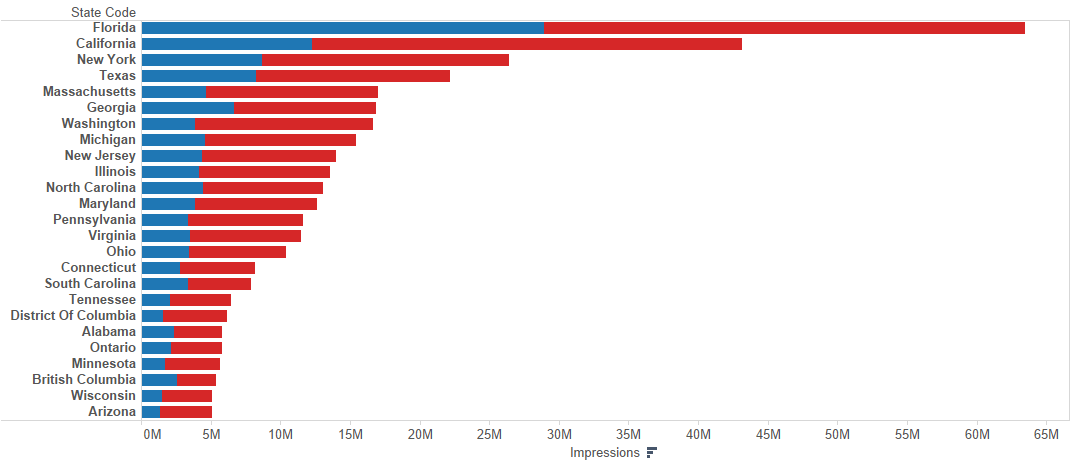 State Code
Florida
California
New York
Texas
Massachusetts
Georgia
Washington
Michigan
New Jersey
Illinois
North Carolina
Maryland
Pennsylvania
Virginia
Ohio
Connecticut
South Carolina
Tennessee
District Of Columbia
Alabama
Ontario
Minnesota
British Columbia
Wisconsin
Arizona
0M 5M 10M 15M 20M 25M 30M 35M 40M 45M 50M 55M 60M 65M
Impressions